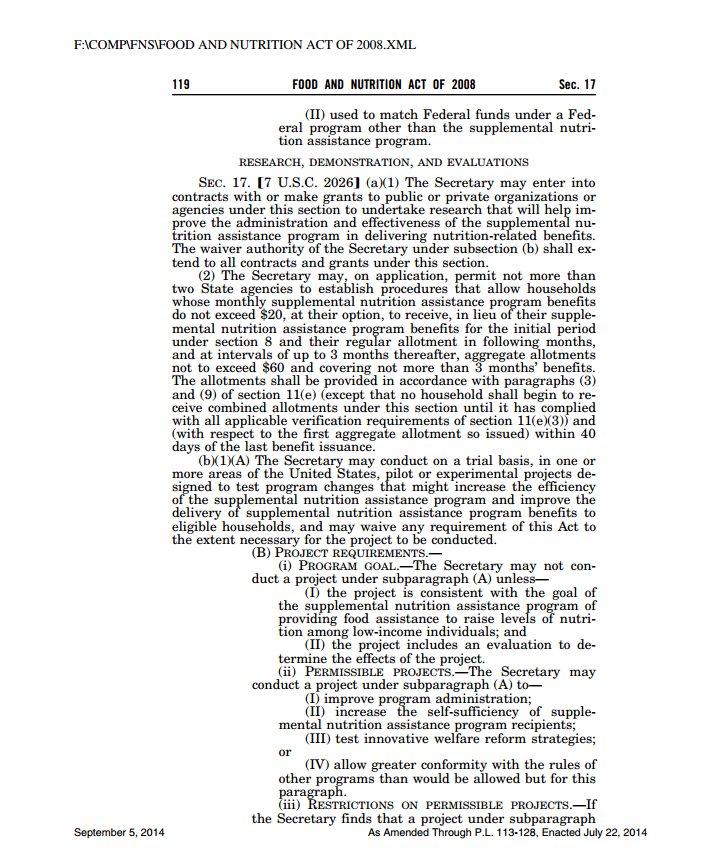 F:\COMP\FNS\FOOD AND NUTRITION ACT OF 2008.XML
119 FOOD AND NUTRITION ACT OF 2008 Sec. 17
(II) used to match Federal funds under a Fed-
eral program other than the supplemental nutri-
tion assistance program.
RESEARCH, DEMONSTRATION, AND EVALUATIONS
SEC. 17. ⟦7 U.S.C. 2026⟧ (a)(1) The Secretary may enter into
contracts with or make grants to public or private organizations or
agencies under this section to undertake research that will help im-
prove the administration and effectiveness of the supplemental nu-
trition assistance program in delivering nutrition-related benefits.
The waiver authority of the Secretary under subsection (b) shall ex-
tend to all contracts and grants under this section.
(2) The Secretary may, on application, permit not more than
two State agencies to establish procedures that allow households
whose monthly supplemental nutrition assistance program benefits
do not exceed $20, at their option, to receive, in lieu of their supple-
mental nutrition assistance program benefits for the initial period
under section 8 and their regular allotment in following months,
and at intervals of up to 3 months thereafter, aggregate allotments
not to exceed $60 and covering not more than 3 months' benefits.
The allotments shall be provided in accordance with paragraphs (3)
and (9) of section 11(e) (except that no household shall begin to re-
ceive combined allotments under this section until it has complied
with all applicable verification requirements of section 11(e)(3)) and
(with respect to the first aggregate allotment so issued) within 40
days of the last benefit issuance.
(b)(1)(A) The Secretary may conduct on a trial basis, in one or
more areas of the United States, pilot or experimental projects de-
signed to test program changes that might increase the efficiency
of the supplemental nutrition assistance program and improve the
delivery of supplemental nutrition assistance program benefits to
eligible households, and may waive any requirement of this Act to
the extent necessary for the project to be conducted.
(B) PROJECT REQUIREMENTS.—
(i) PROGRAM GOAL.—The Secretary may not con-
duct a project under subparagraph (A) unless—
(I) the project is consistent with the goal of
the supplemental nutrition assistance program of
providing food assistance to raise levels of nutri-
tion among low-income individuals; and
(II) the project includes an evaluation to de-
termine the effects of the project.
(ii) PERMISSIBLE PROJECTS.—The Secretary may
conduct a project under subparagraph (A) to—
(I) improve program administration;
(II) increase the self-sufficiency of supple-
mental nutrition assistance program recipients;
(III) test innovative welfare reform strategies;
or
(IV) allow greater conformity with the rules of
other programs than would be allowed but for this
paragraph.
(iii) RESTRICTIONS ON PERMISSIBLE PROJECTS.—If
the Secretary finds that a project under subparagraph
September 5, 2014 As Amended Through P.L. 113-128, Enacted July 22, 2014